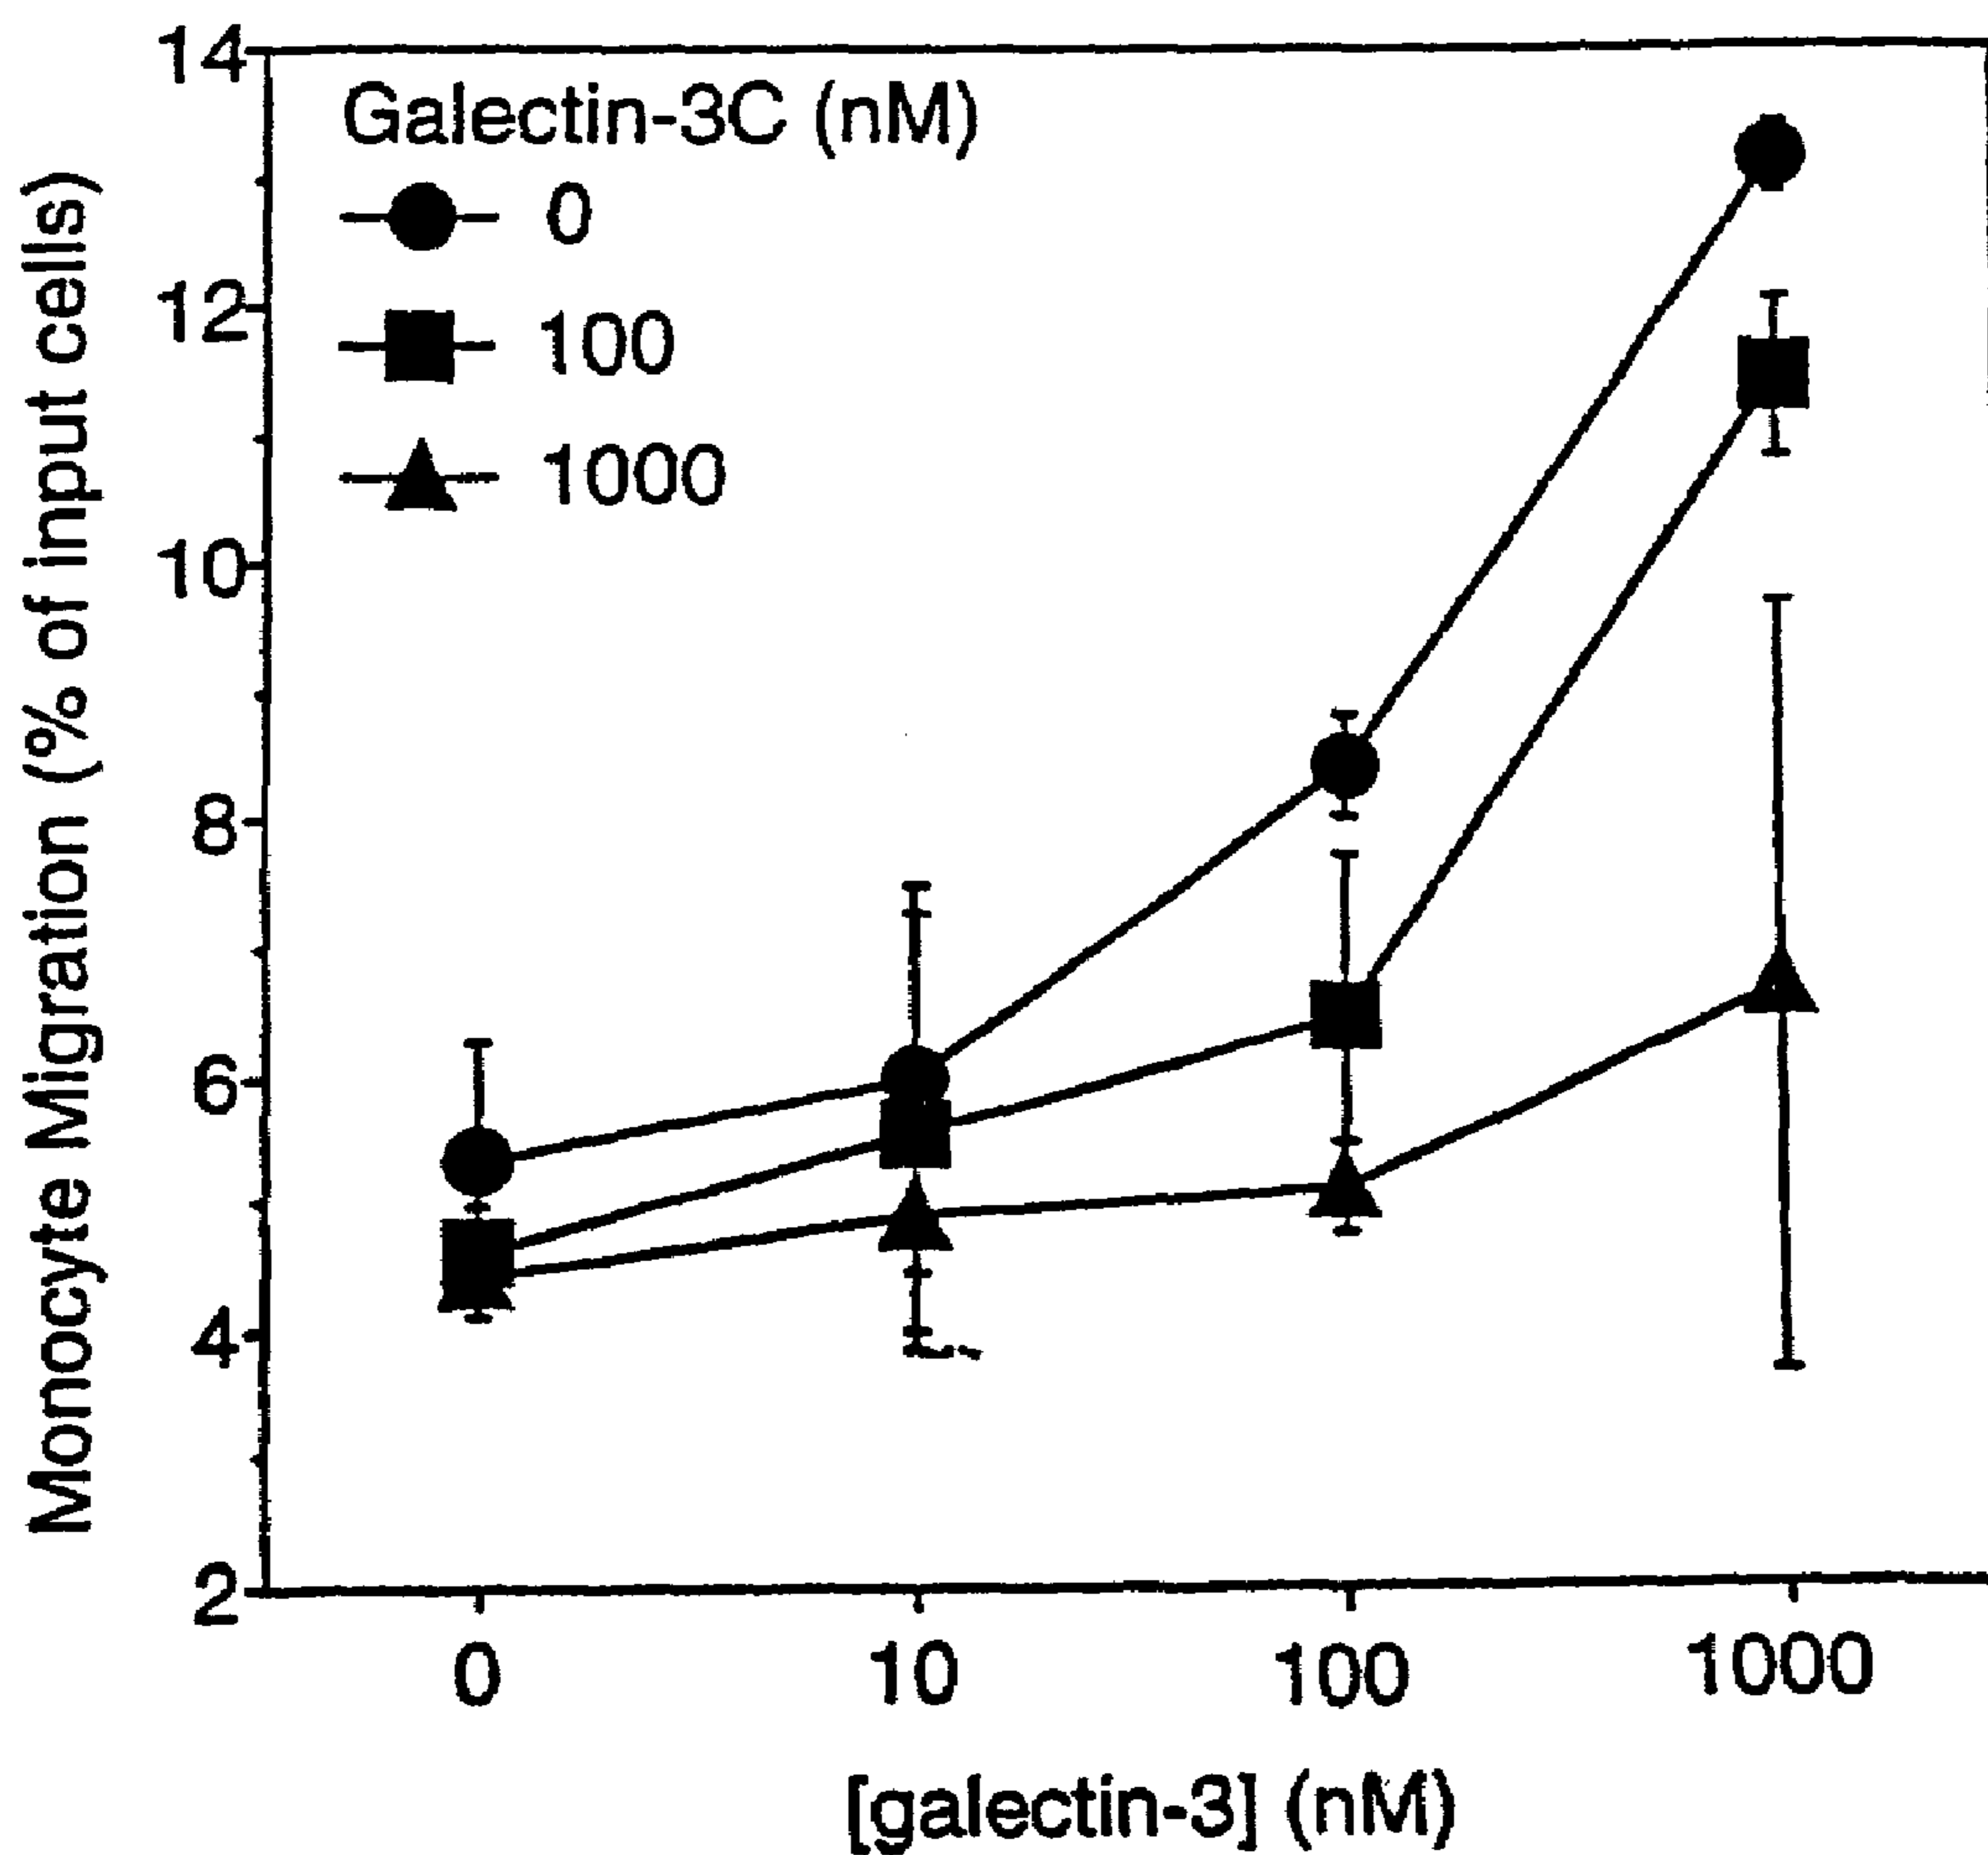 Galectin-3C (nM)
0
100
1000
Monocyte Migration (% of input cells)
14
12
10
8
6
4
2
0 10 100 1000
[galectin-3] (nM)